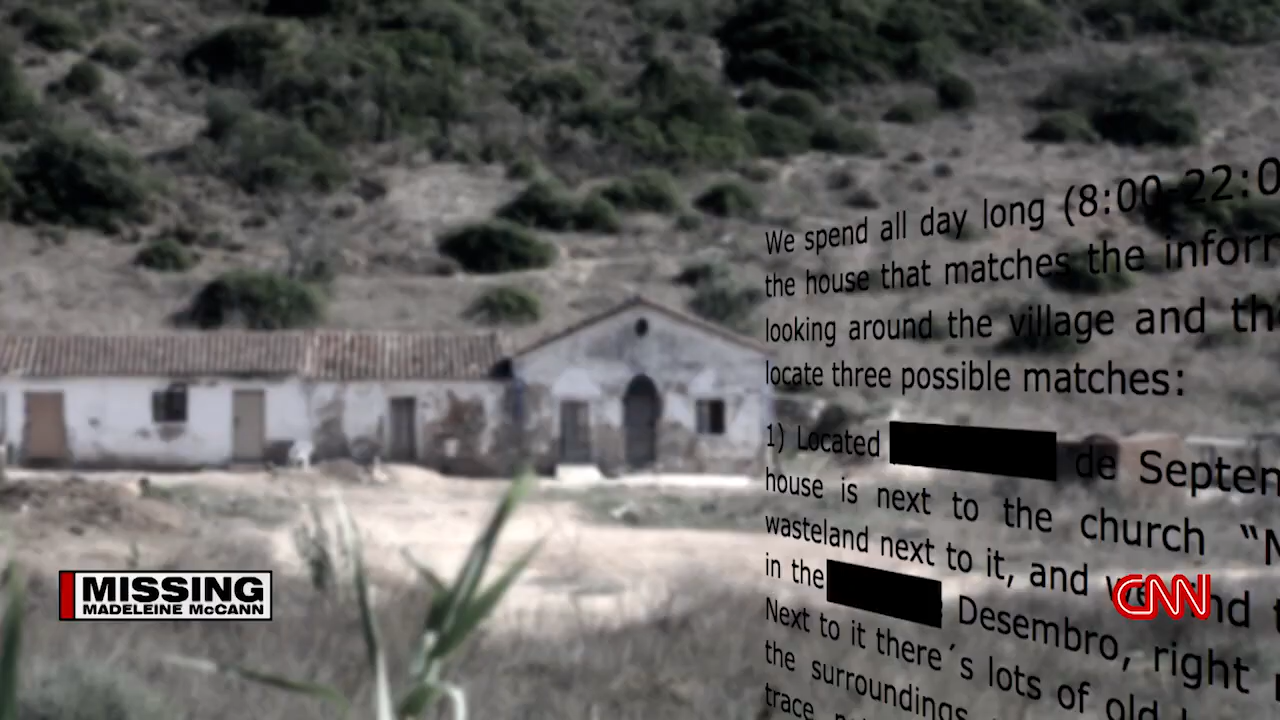 We spend all day long (8:00-22:0
the house that matches the inform
looking around the village and th
locate three possible matches:
1) Located de Septen
house is next to the church “M
wasteland next to it, and we
in the Desembro, right
Next to it there´s lots of old
the surroundings
trace
MISSING
MADELEINE McCANN
CNN